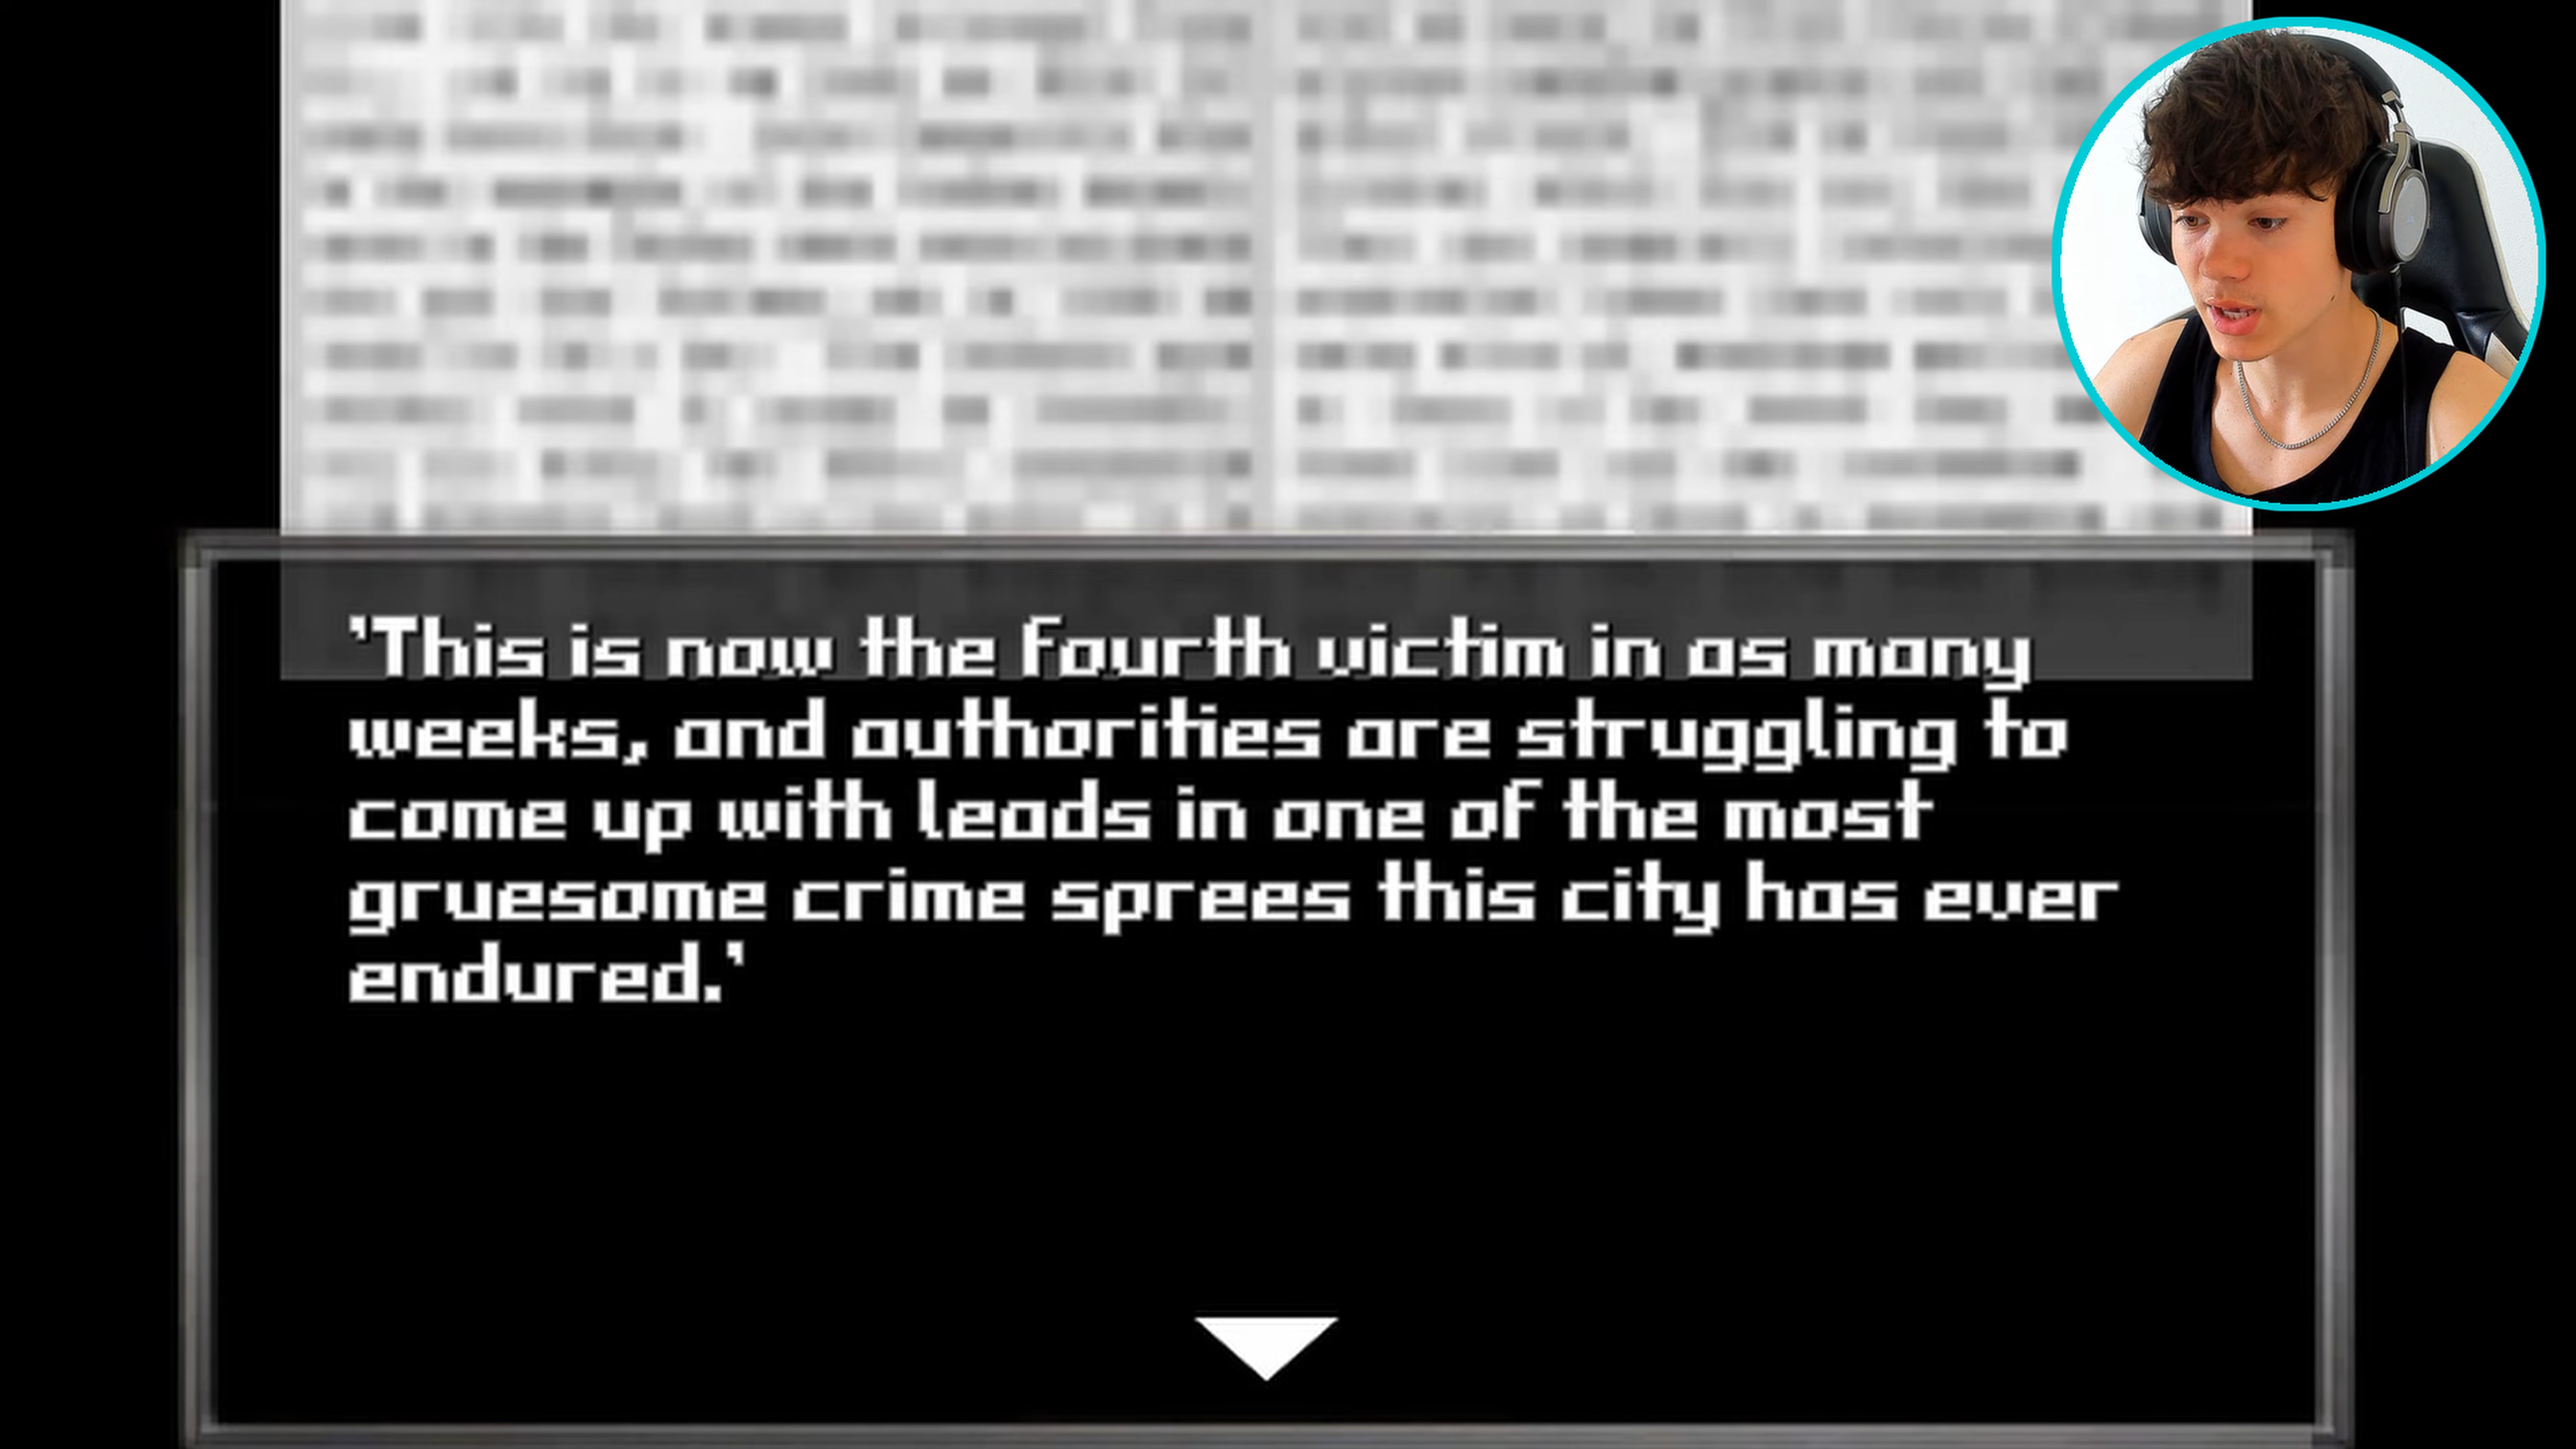 'This is now the fourth victim in as many
weeks, and authorities are struggling to
come up with leads in one of the most
gruesome crime sprees this city has ever
endured.'